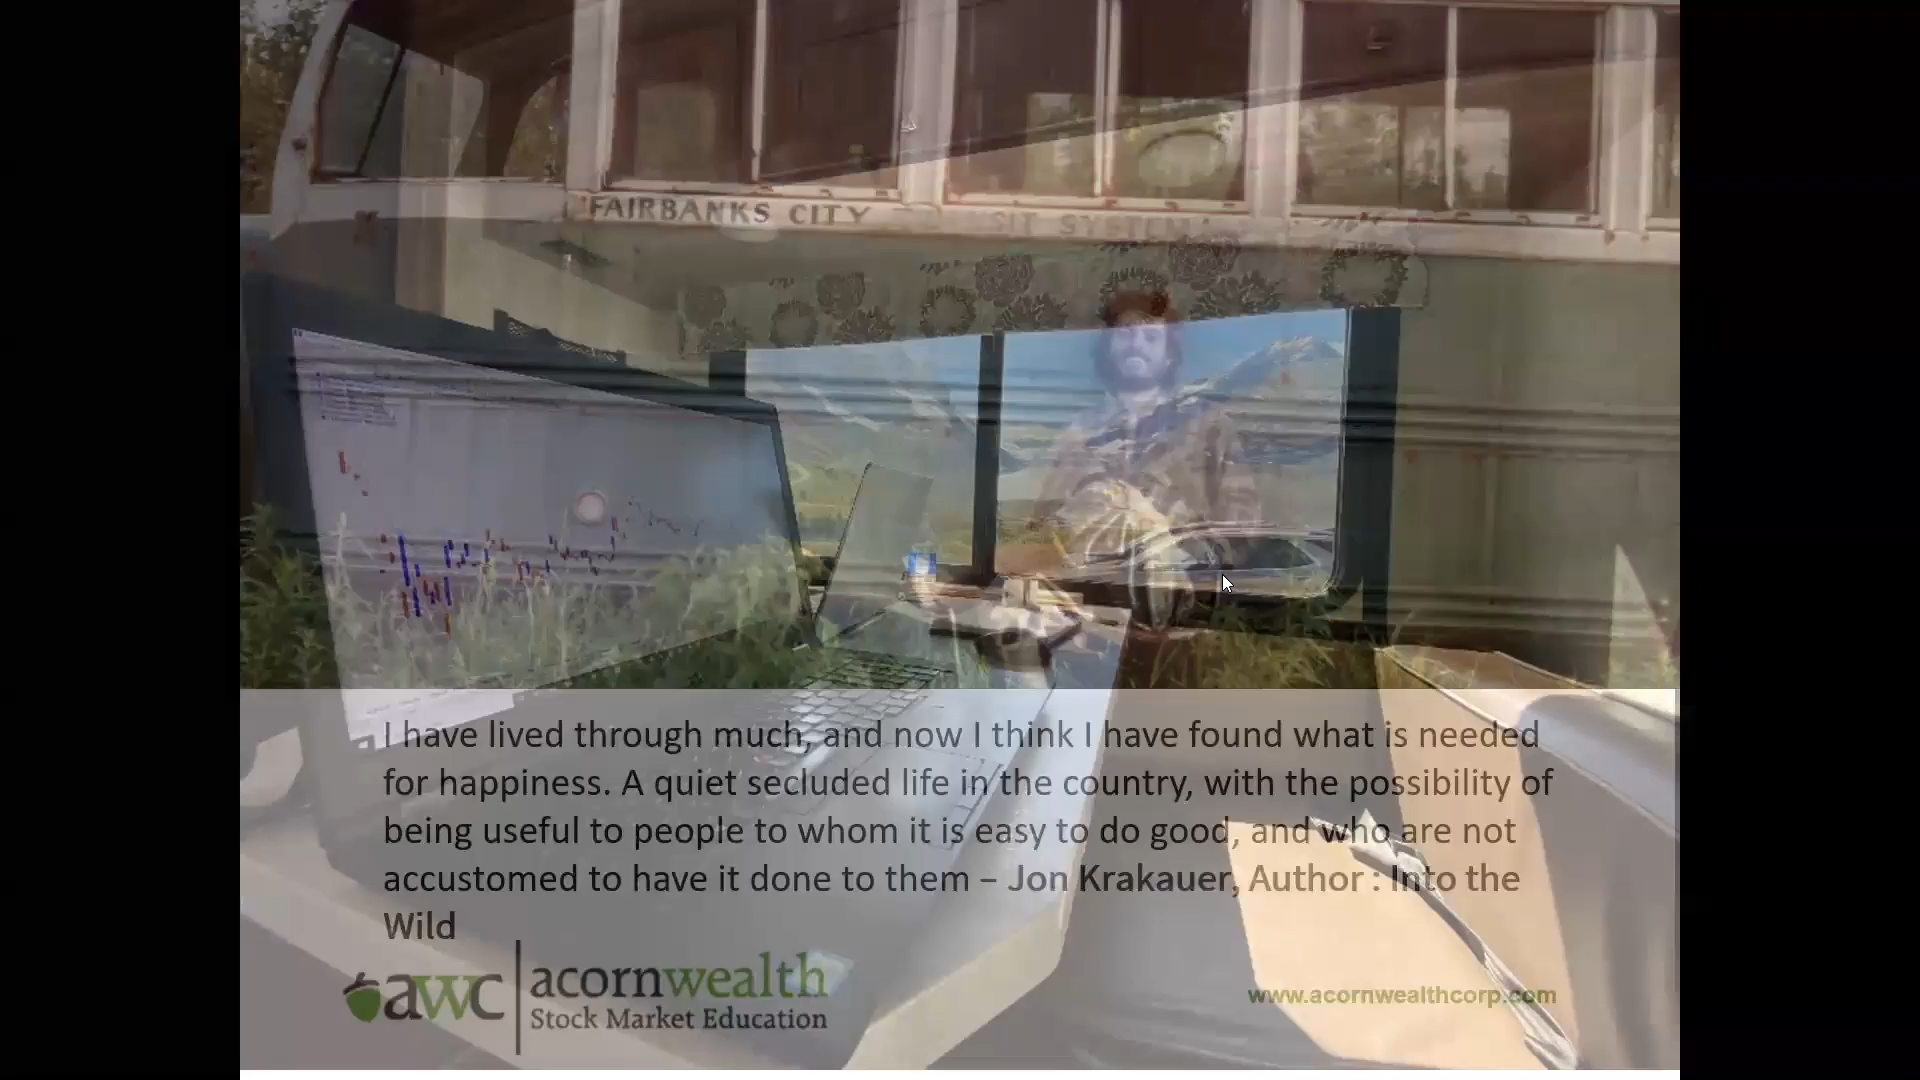 FAIRBANKS CITY TRANSIT SYSTEM
I have lived through much, and now I think I have found what is needed
for happiness. A quiet secluded life in the country, with the possibility of
being useful to people to whom it is easy to do good, and who are not
accustomed to have it done to them – Jon Krakauer, Author : Into the
Wild
awc acornwealth
Stock Market Education
www.acornwealthcorp.com